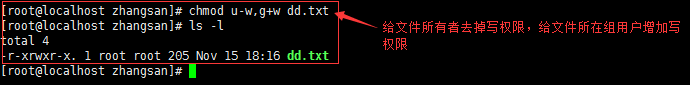 [root@localhost zhangsan]# chmod u-w,g+w dd.txt
[root@localhost zhangsan]# ls -l
total 4
-r-xrwxr-x. 1 root root 205 Nov 15 18:16 dd.txt
[root@localhost zhangsan]#
给文件所有者去掉写权限，给文件所在组用户增加写
权限